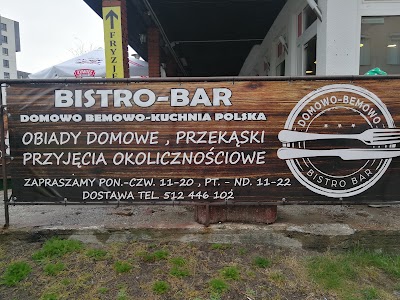 FRYZJE
BISTRO-BAR
DOMOWO BEMOWO-KUCHNIA POLSKA
OBIADY DOMOWE , PRZEKĄSKI
PRZYJĘCIA OKOLICZNOŚCIOWE
ZAPRASZAMY PON.-CZW. 11-20 , PT. - ND. 11-22
DOSTAWA TEL. 512 446 102
DOMOWO-BEMOWO
BISTRO BAR